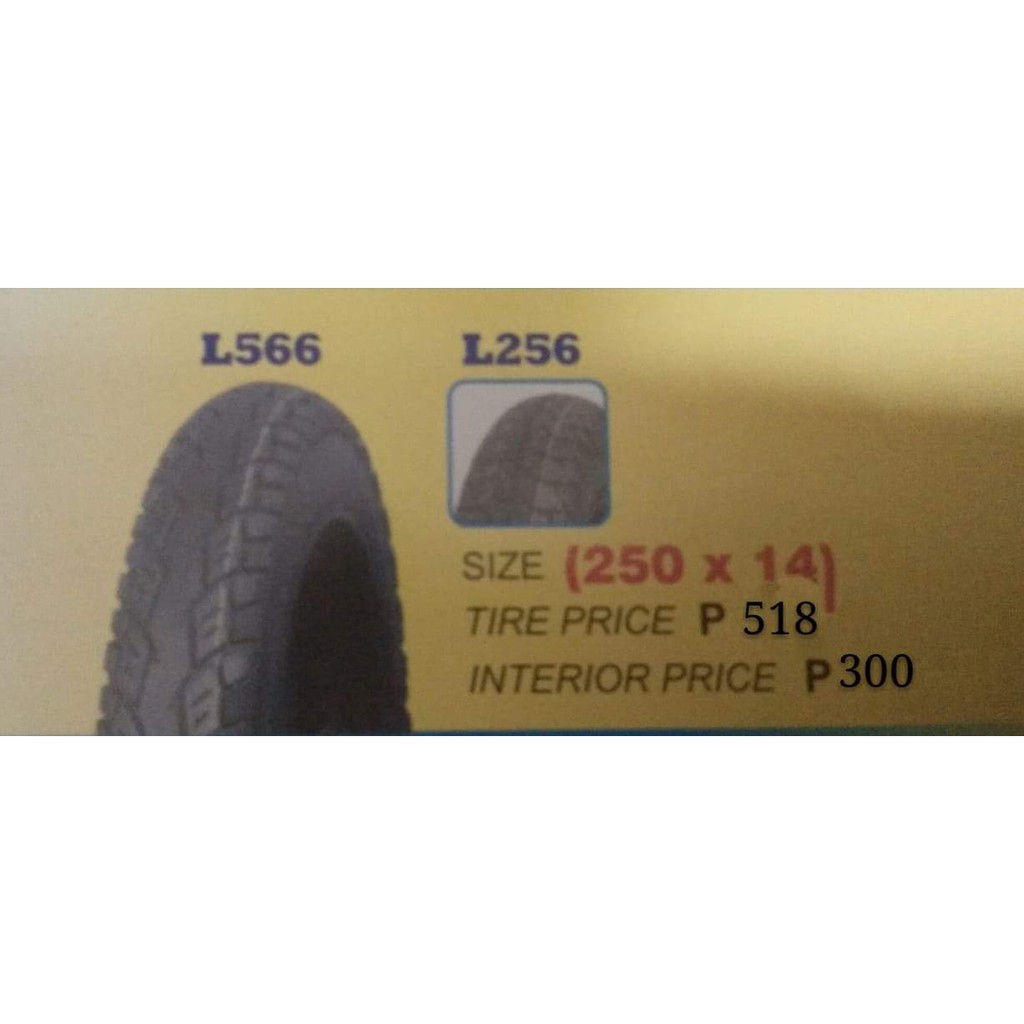 L566 L256
SIZE (250 x 14)
TIRE PRICE P 518
INTERIOR PRICE P 300